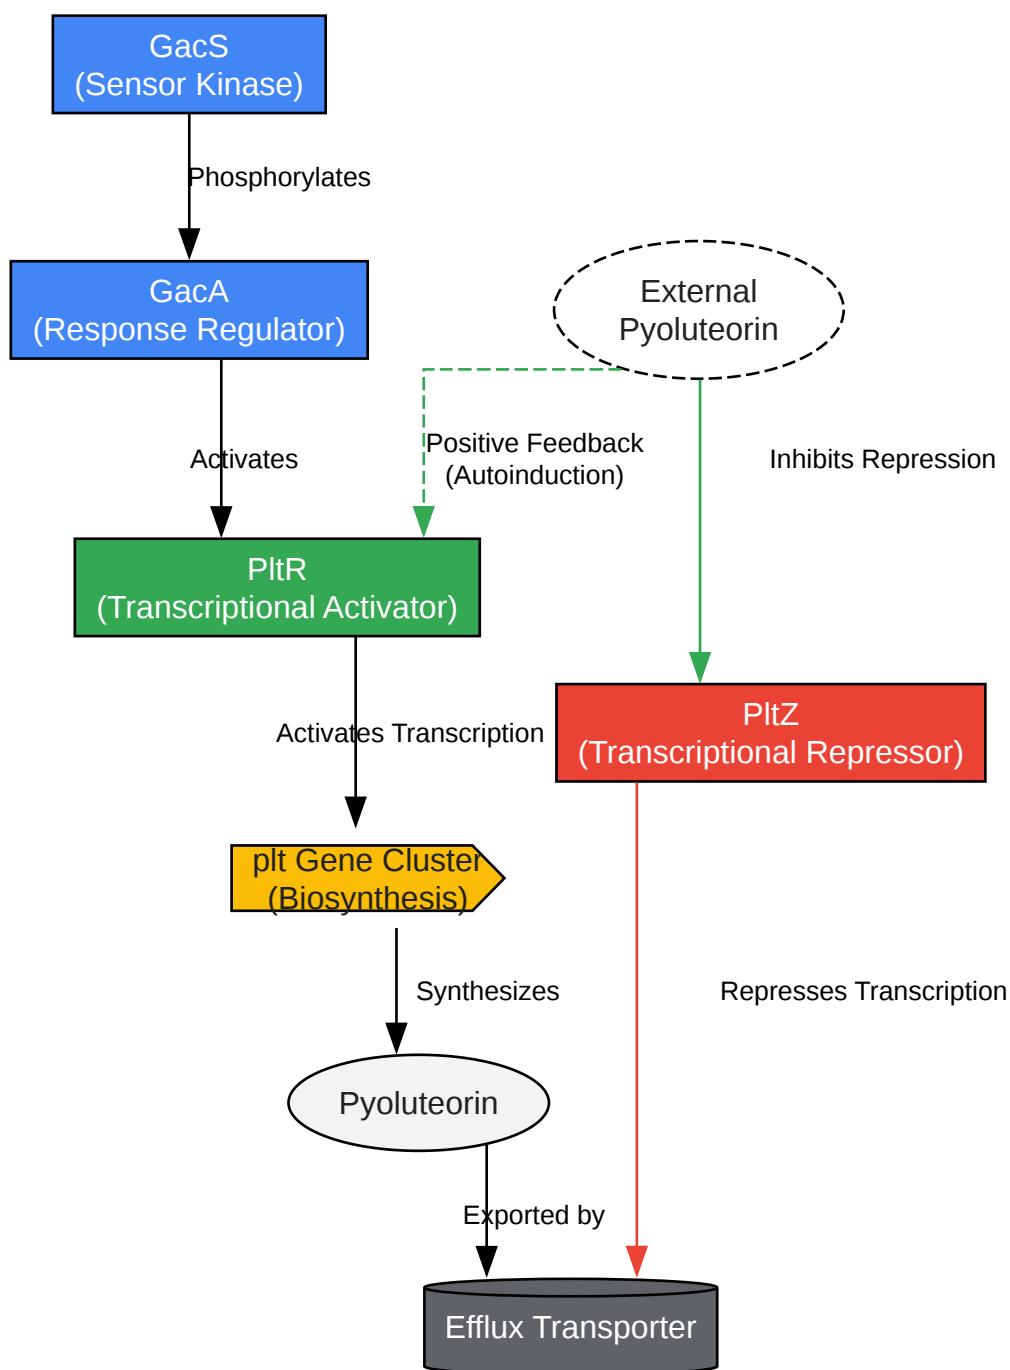 GacS
(Sensor Kinase)
Phosphorylates
GacA
(Response Regulator)
External
Pyoluteorin
Activates
Positive Feedback
(Autoinduction)
Inhibits Repression
PltR
(Transcriptional Activator)
Activates Transcription
PltZ
(Transcriptional Repressor)
plt Gene Cluster
(Biosynthesis)
Synthesizes
Represses Transcription
Pyoluteorin
Exported by
Efflux Transporter